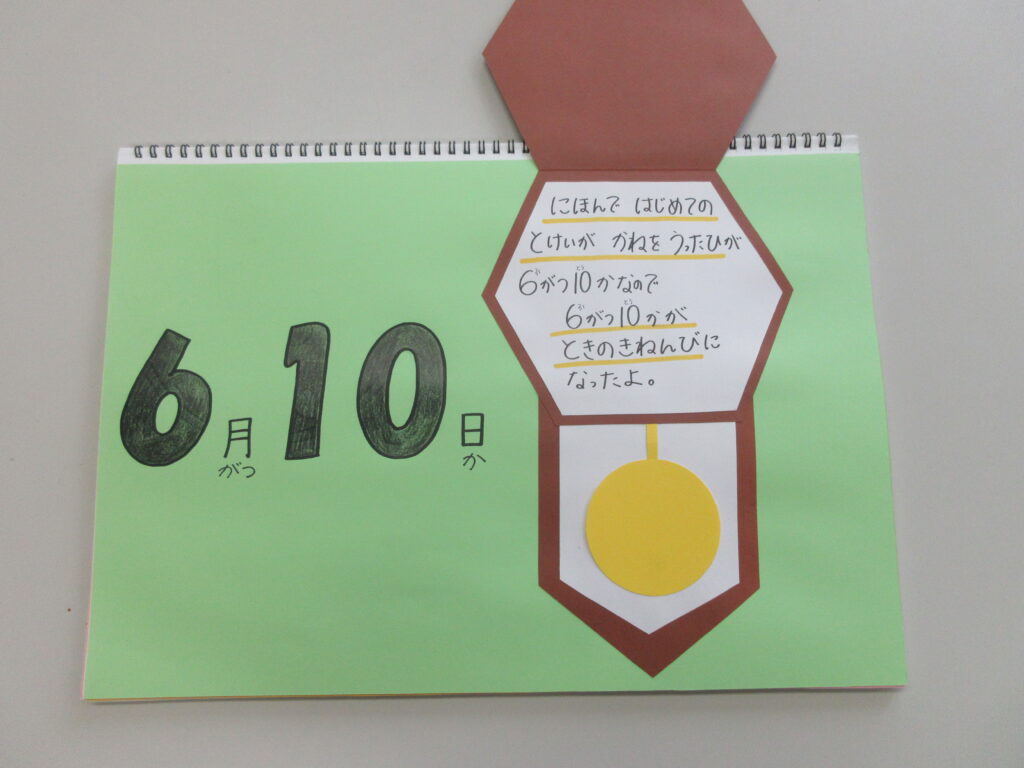 6月10日
がつ か
にほんで はじめての
とけいが かねを うったひが
6がつ10かなので
6がつ10かが
ときのきねんびに
なったよ。